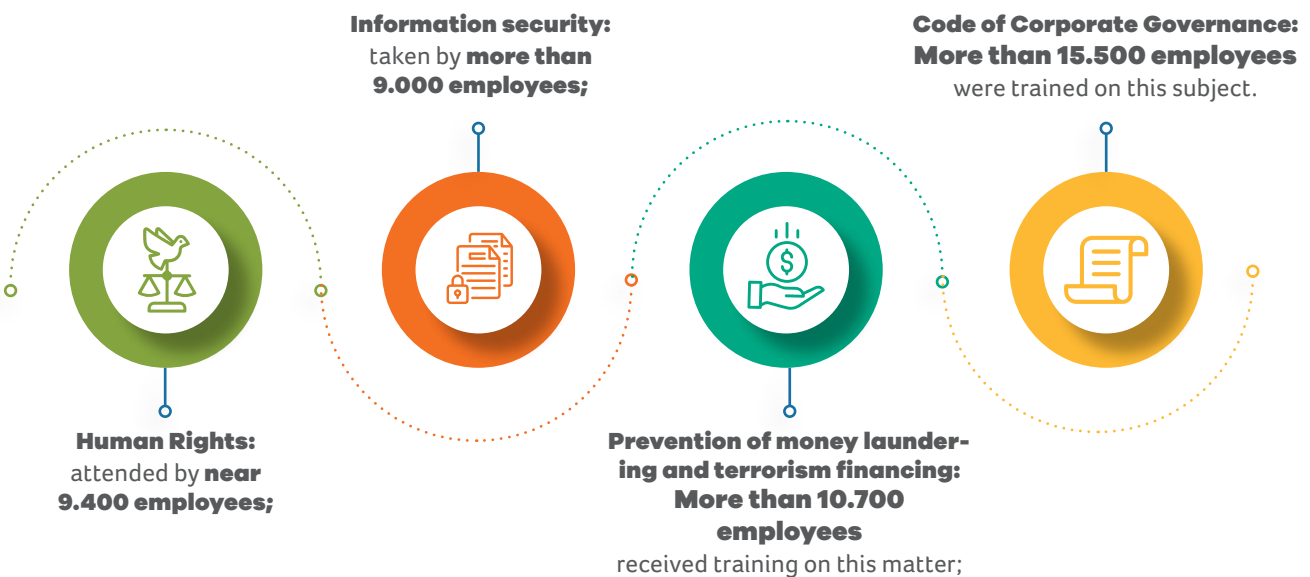 Human Rights:
attended by near
9.400 employees;
Information security:
taken by more than
9.000 employees;
Prevention of money launder-
ing and terrorism financing:
More than 10.700
employees
received training on this matter;
Code of Corporate Governance:
More than 15.500 employees
were trained on this subject.
$